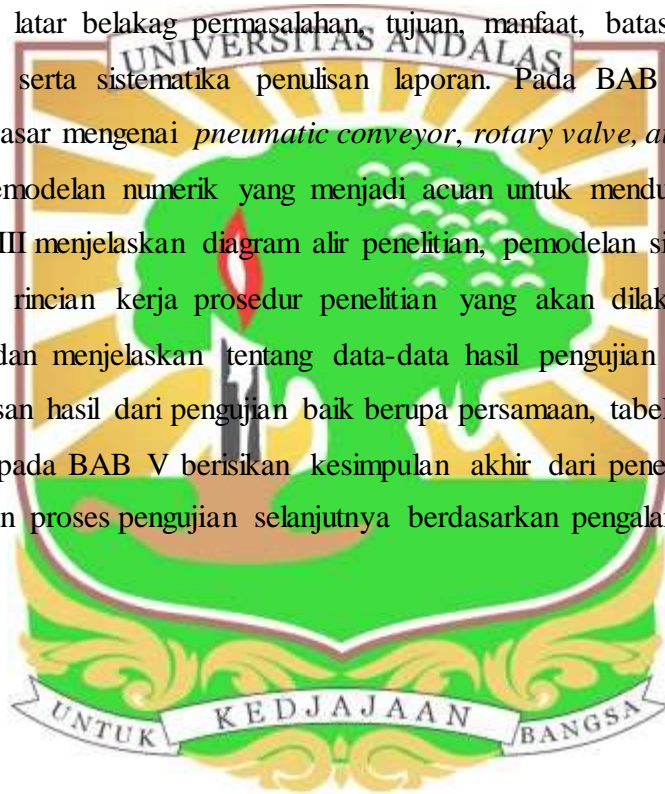 latar belakag permasalahan, tujuan, manfaat, batas
UNIVERSITAS ANDALAS
serta sistematika penulisan laporan. Pada BAB
asar mengenai pneumatic conveyor, rotary valve,
emodelan numerik yang menjadi acuan untuk mendu
III menjelaskan diagram alir penelitian, pemodelan si
rincian kerja prosedur penelitian yang akan dilak
dan menjelaskan tentang data-data hasil pengujian
san hasil dari pengujian baik berupa persamaan, tabel
pada BAB V berisikan kesimpulan akhir dari pene
n proses pengujian selanjutnya berdasarkan pengala
UNTUK KEDJAJAAN BANGSA